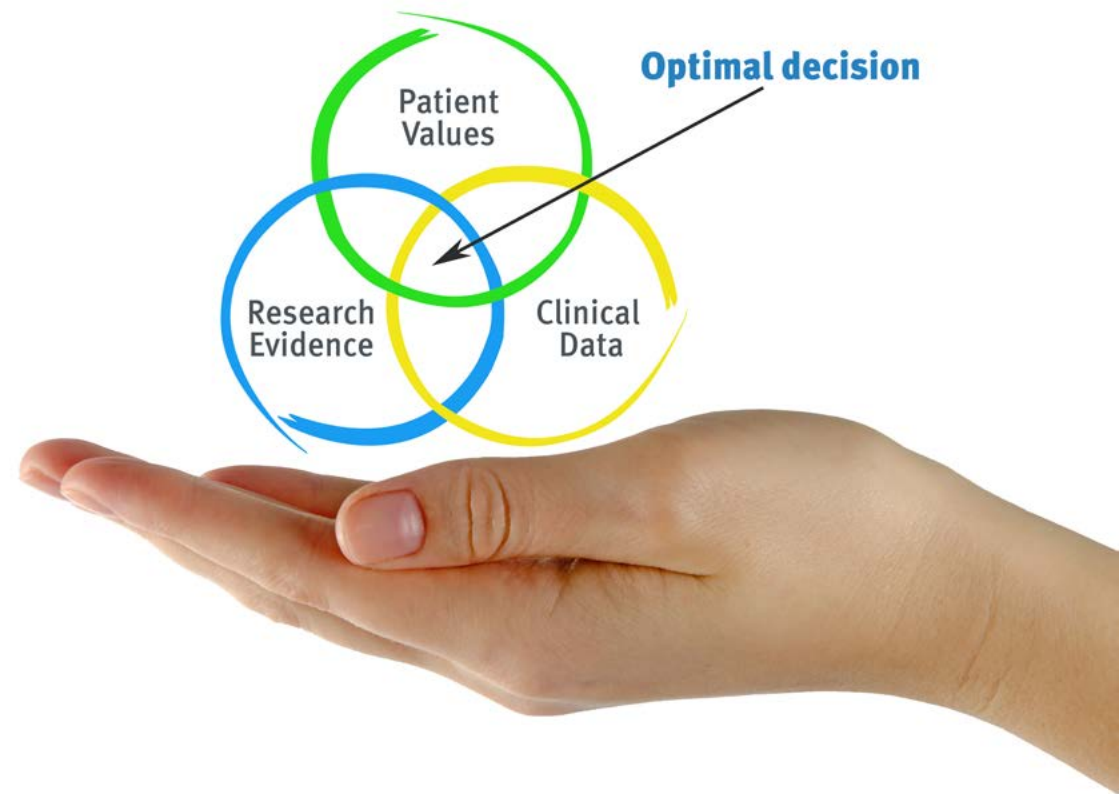 Optimal decision
Patient
Values
Research
Evidence
Clinical
Data